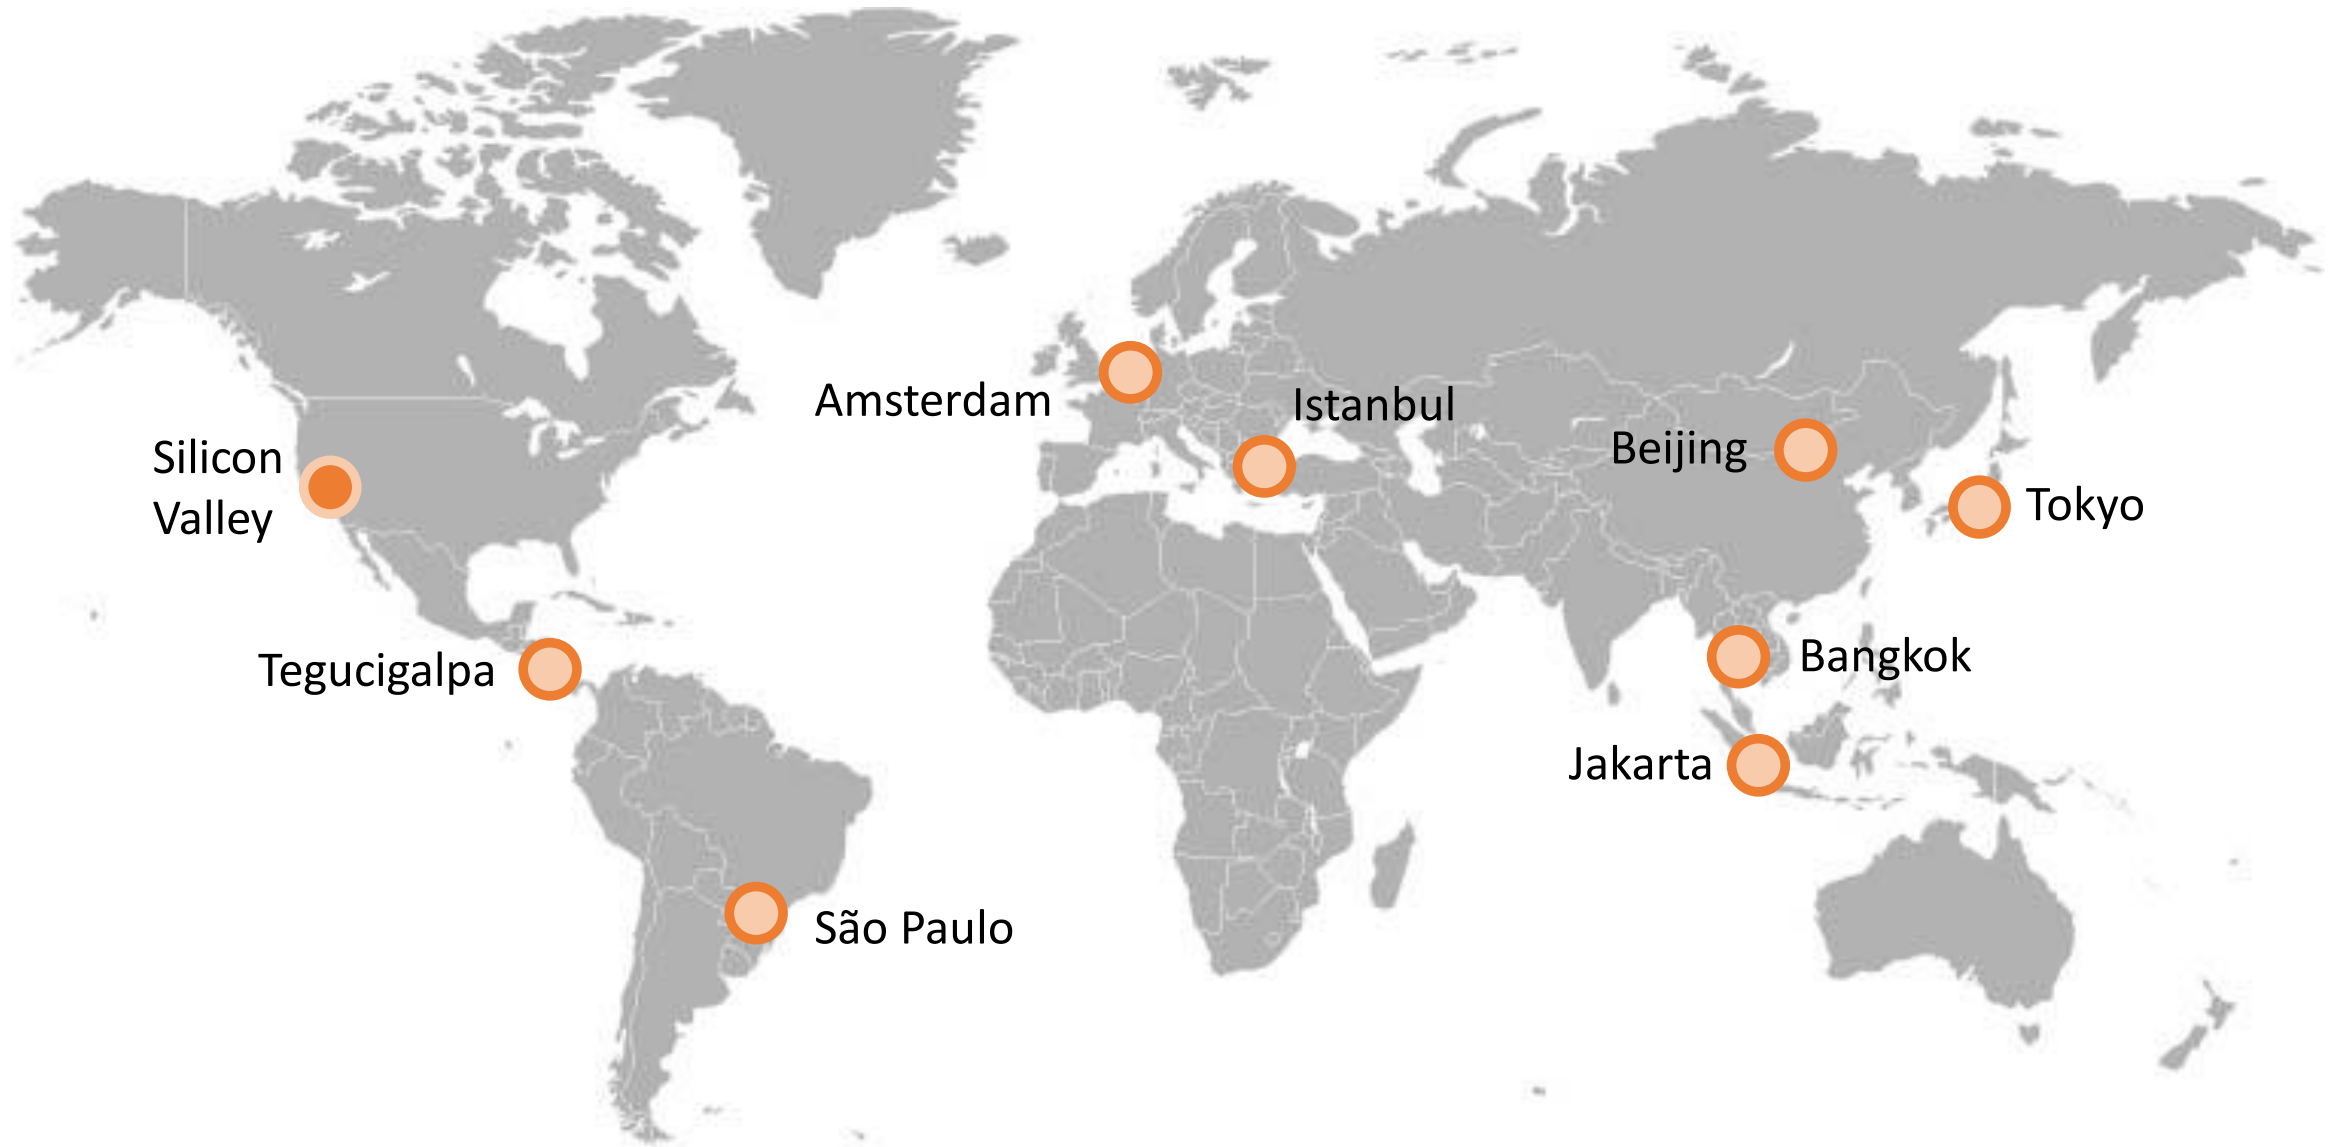 Amsterdam
Istanbul
Silicon
Valley
Beijing
Tokyo
Tegucigalpa
Bangkok
Jakarta
São Paulo